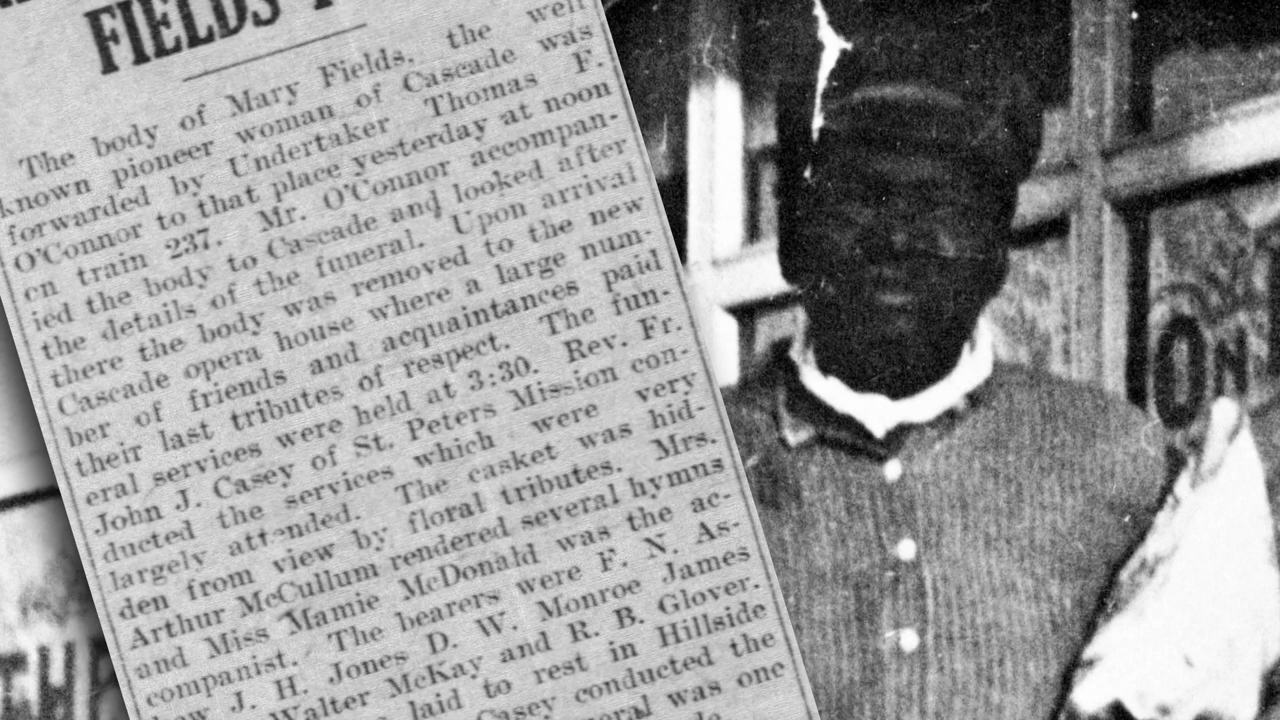 FIELDS
The body of Mary Fields, the well
known pioneer woman of Cascade was
forwarded by Undertaker Thomas F.
O'Connor to that place yesterday at noon
on train 237. Mr. O'Connor accompan-
ied the body to Cascade and looked after
the details of the funeral. Upon arrival
there the body was removed to the new
Cascade opera house where a large num-
ber of friends and acquaintances paid
their last tributes of respect. The fun-
eral services were held at 3:30. Rev. Fr.
John J. Casey of St. Peters Mission con-
ducted the services which were very
largely attended. The casket was hid-
den from view by floral tributes. Mrs.
Arthur McCullum rendered several hymns
and Miss Mamie McDonald was the ac-
companist. The bearers were F. N. As-
J. H. Jones D. W. Monroe James
Walter McKay and R. B. Glover.
laid to rest in Hillside
Casey conducted the
was one
ON
TH